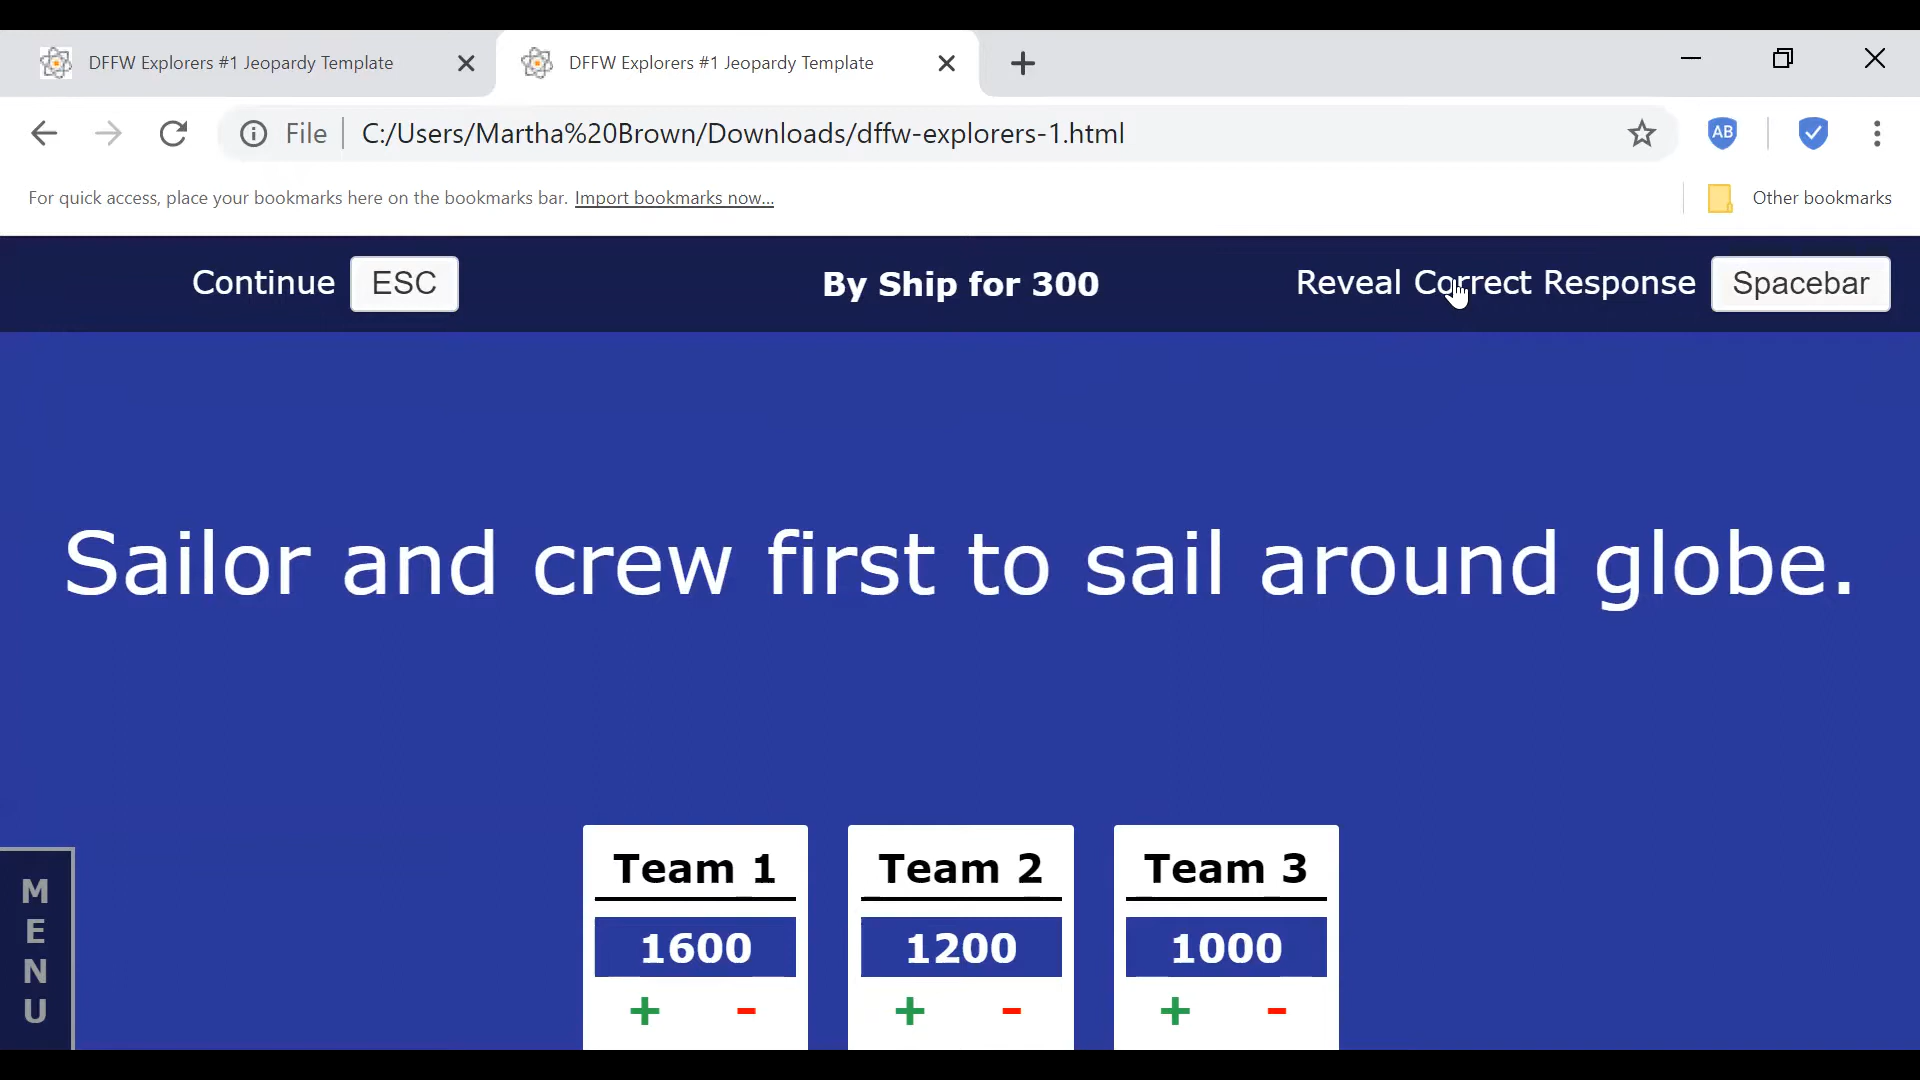 DFFW Explorers #1 Jeopardy Template
DFFW Explorers #1 Jeopardy Template
File
C:/Users/Martha%20Brown/Downloads/dffw-explorers-1.html
AB
For quick access, place your bookmarks here on the bookmarks bar. Import bookmarks now...
Other bookmarks
Continue ESC
By Ship for 300
Reveal Correct Response Spacebar
Sailor and crew first to sail around globe.
MENU
Team 1 Team 2 Team 3
1600 1200 1000
+ - + - + -